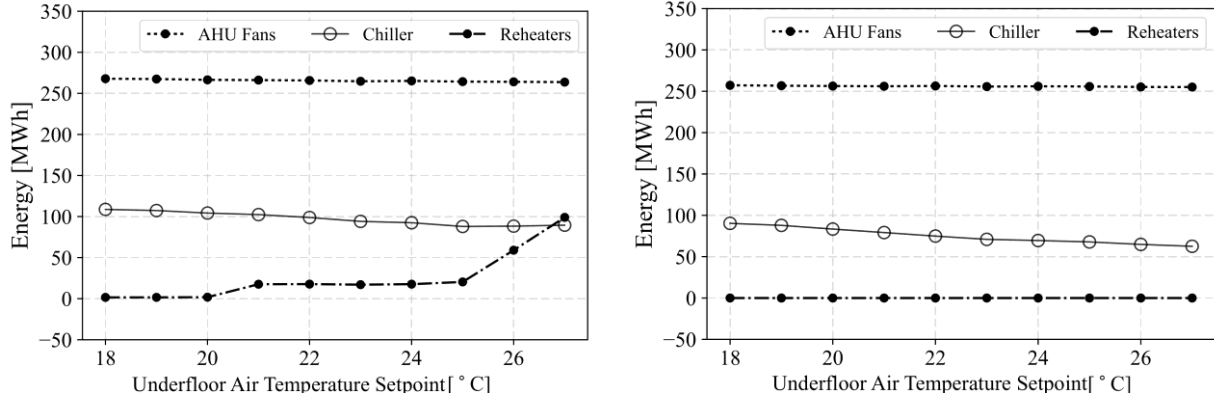 350
AHU Fans
Chiller
Reheaters
300
250
200
150
100
50
0
−50
Energy [MWh]
18
20
22
24
26
Underfloor Air Temperature Setpoint[ °C]
350
AHU Fans
Chiller
Reheaters
300
250
200
150
100
50
0
−50
Energy [MWh]
18
20
22
24
26
Underfloor Air Temperature Setpoint[ °C]